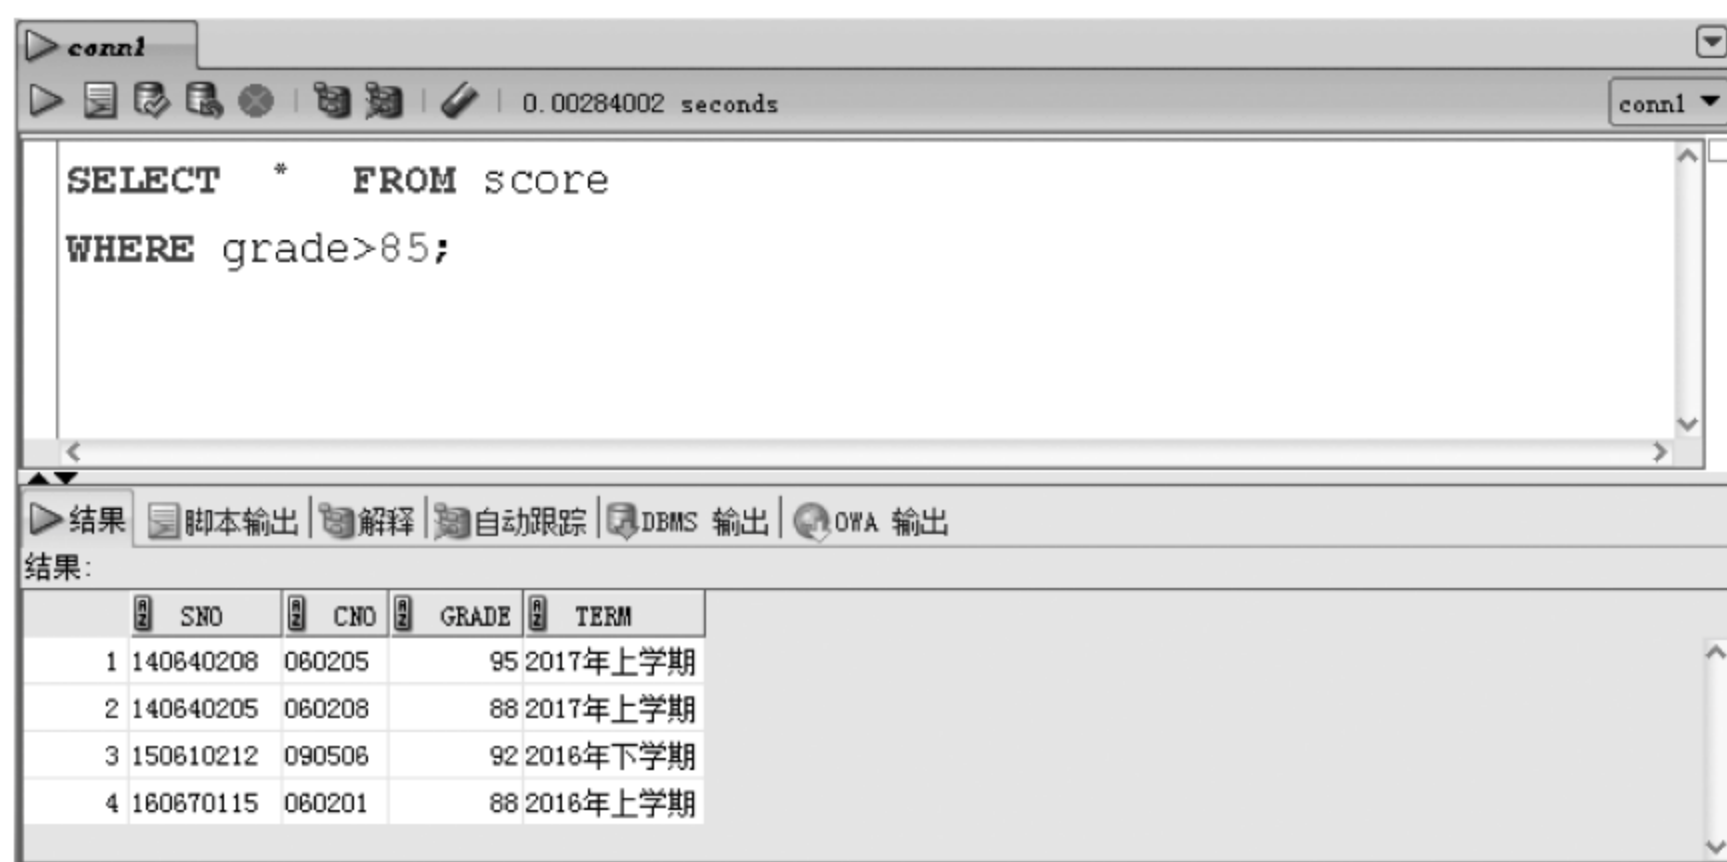 conn1
0.00284002 seconds conn1
SELECT * FROM score
WHERE grade>85;
结果 脚本输出 解释 自动跟踪 DBMS 输出 OWA 输出
结果:
SNO CNO GRADE TERM
1 140640208 060205 95 2017年上学期
2 140640205 060208 88 2017年上学期
3 150610212 090506 92 2016年下学期
4 160670115 060201 88 2016年上学期